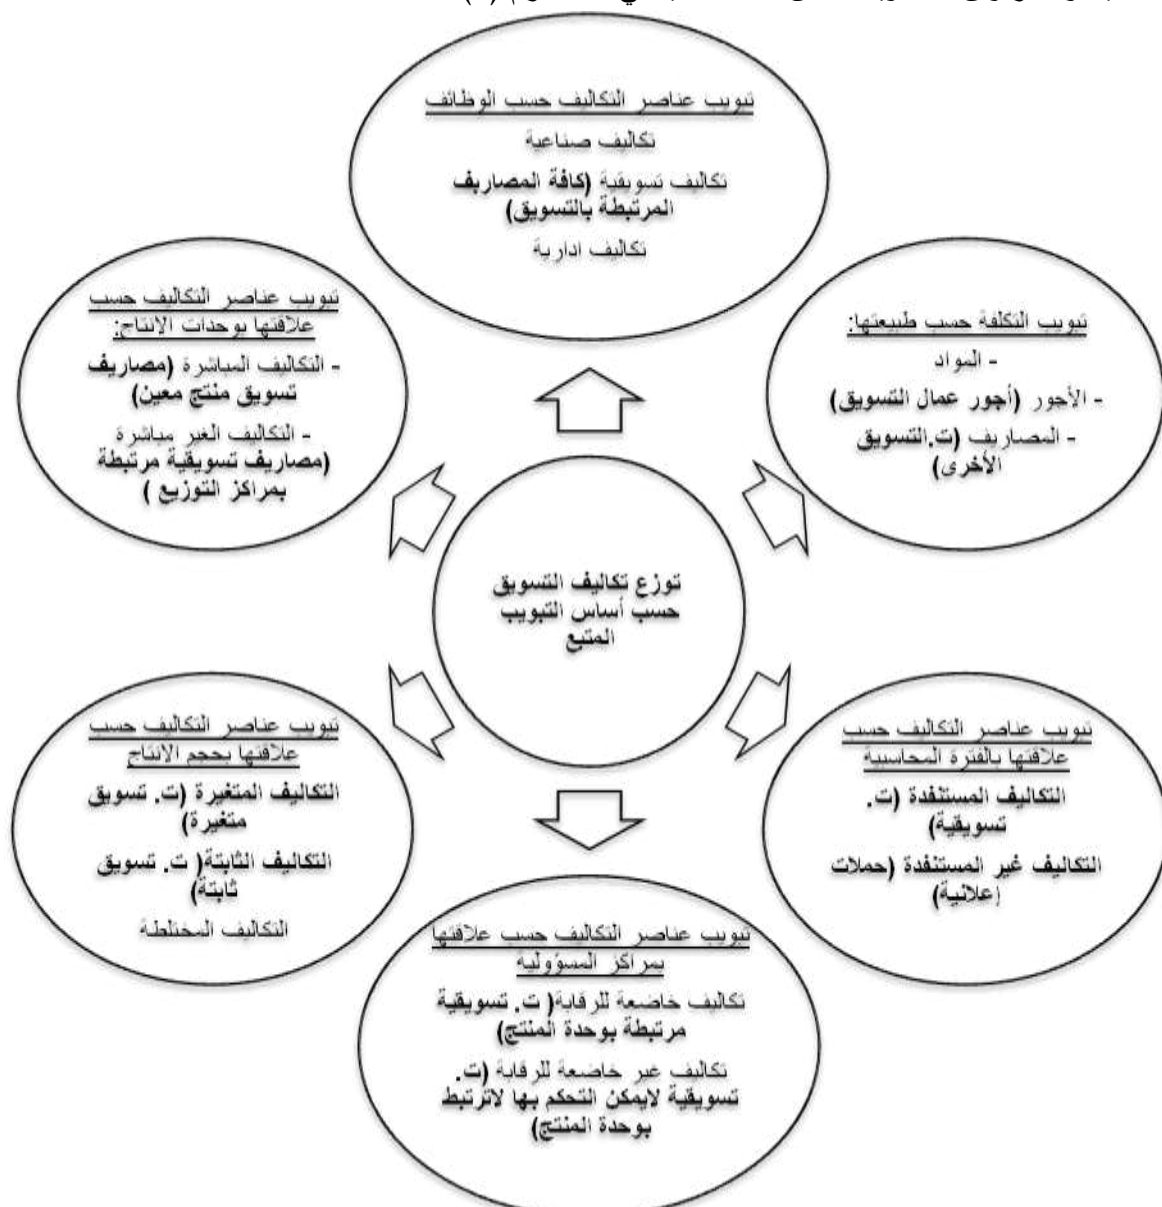 تبويب عناصر التكاليف حسب الوظائف
تكاليف صناعية
تكاليف تسويقية (كافة المصاريف
المرتبطة بالتسويق)
تكاليف ادارية
تبويب التكلفة حسب طبيعتها:
- المواد
- الأجور (أجور عمال التسويق)
- المصاريف (ت.التسويق
الأخرى)
تبويب عناصر التكاليف حسب
علاقتها بالفترة المحاسبية
التكاليف المستنفدة (ت.
تسويقية)
التكاليف غير المستنفدة (حملات
إعلانية)
تبويب عناصر التكاليف حسب علاقتها
بمراكز المسؤولية
تكاليف خاضعة للرقابة( ت. تسويقية
مرتبطة بوحدة المنتج)
تكاليف غير خاضعة للرقابة (ت.
تسويقية لايمكن التحكم بها لاترتبط
بوحدة المنتج)
تبويب عناصر التكاليف حسب
علاقتها بحجم الانتاج
التكاليف المتغيرة (ت. تسويق
متغيرة)
التكاليف الثابتة( ت. تسويق
ثابتة)
التكاليف المختلطة
تبويب عناصر التكاليف حسب
علاقتها بوحدات الانتاج:
- التكاليف المباشرة (مصاريف
تسويق منتج معين)
- التكاليف الغير مباشرة
(مصاريف تسويقية مرتبطة
بمراكز التوزيع )
توزع تكاليف التسويق
حسب أساس التبويب
المتبع